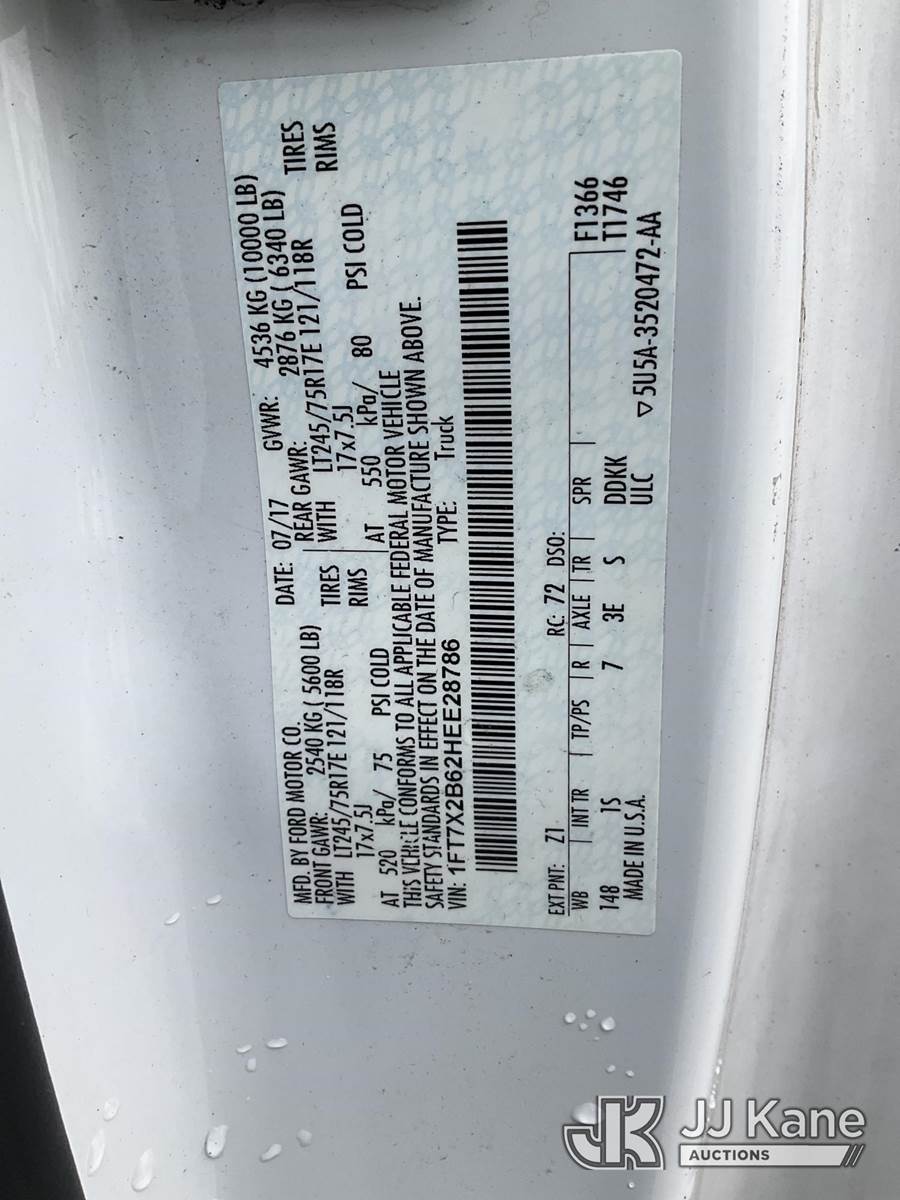 MFD. BY FORD MOTOR CO.
DATE: 07/17 GVWR: 4536 KG (10000 LB)
FRONT GAWR: 2540 KG ( 5600 LB) REAR GAWR: 2876 KG ( 6340 LB)
WITH LT245/75R17E 121/118R TIRES WITH LT245/75R17E 121/118R TIRES
17x7.5J RIMS 17x7.5J RIMS
AT 520 kPa/ 75 PSI COLD AT 550 kPa/ 80 PSI COLD
THIS VEHICLE CONFORMS TO ALL APPLICABLE FEDERAL MOTOR VEHICLE
SAFETY STANDARDS IN EFFECT ON THE DATE OF MANUFACTURE SHOWN ABOVE.
VIN: 1FT7X2B62HEE28786 TYPE: Truck
EXT PNT: Z1 RC: 72 DSO:
WB INT TR TP/PS R AXLE TR SPR F1366
148 1S 7 3E S DDKK T1746
MADE IN U.S.A. ULC ▽5U5A-3520472-AA
JK JJ Kane
AUCTIONS